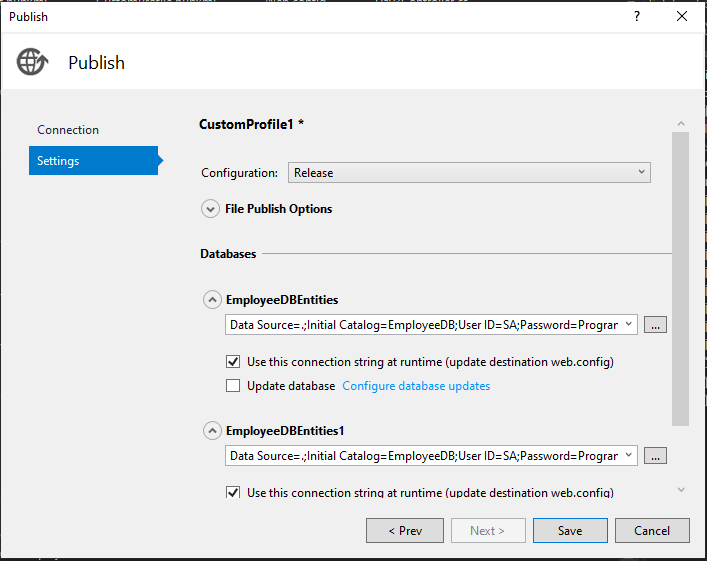 Publish
?
Publish
Connection
Settings
CustomProfile1 *
Configuration: Release
File Publish Options
Databases
EmployeeDBEntities
Data Source=.;Initial Catalog=EmployeeDB;User ID=SA;Password=Progran
...
Use this connection string at runtime (update destination web.config)
Update database Configure database updates
EmployeeDBEntities1
Data Source=.;Initial Catalog=EmployeeDB;User ID=SA;Password=Progran
...
Use this connection string at runtime (update destination web.config)
< Prev
Next >
Save
Cancel